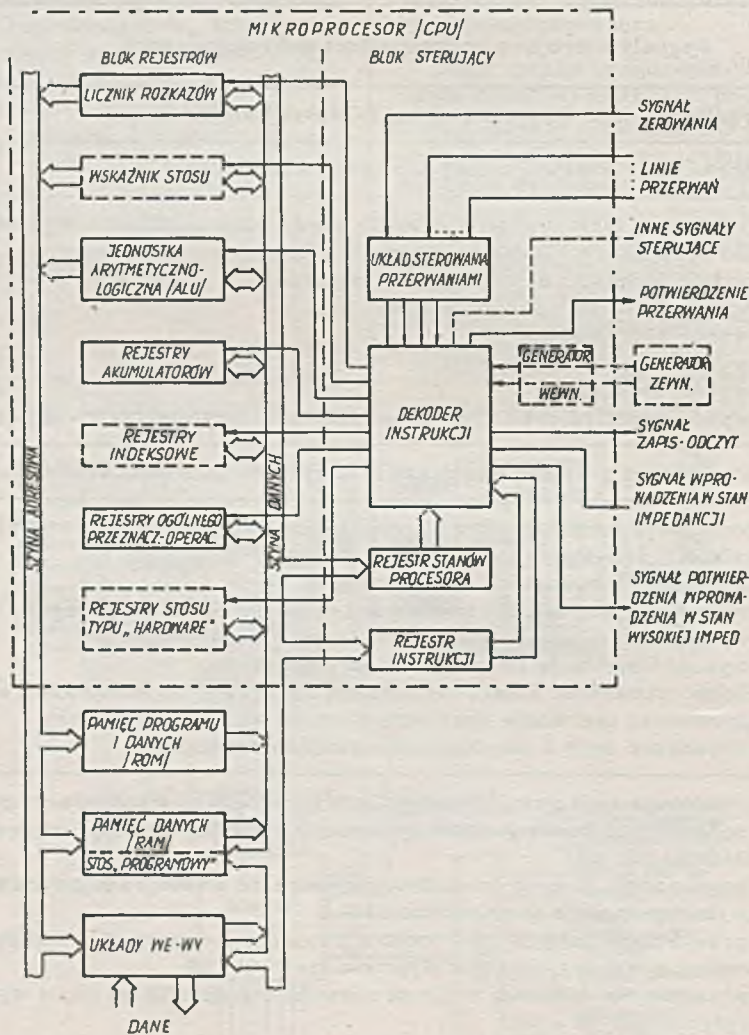 MIKROPROCESOR /CPU/
BLOK REJESTRÓW
BLOK STERUJĄCY
LICZNIK ROZKAZÓW
WSKAŹNIK STOSU
JEDNOSTKA
ARYTMETYCZNO-
LOGICZNA /ALU/
REJESTRY
AKUMULATORÓW
REJESTRY
INDEKSOWE
REJESTRY OGÓLNEGO
PRZEZNACZ.-OPERAC
REJESTRY STOSU
TYPU „HARDWARE"
SZYNA ADRESOWA
SZYNA DANYCH
UKŁAD STEROWANIA
PRZERWANIAMI
DEKODER
INSTRUKCJI
REJESTR STANÓW
PROCESORA
REJESTR
INSTRUKCJI
GENERATOR
WEWN.
GENERATOR
ZEWN.
SYGNAŁ
ZEROWANIA
LINIE
PRZERWAŃ
INNE SYGNAŁY
STERUJĄCE
POTWIERDZENIE
PRZERWANIA
SYGNAŁ
ZAPIS-ODCZYT
SYGNAŁ WPRO-
WADZENIA W STAN
IMPEDANCJI
SYGNAŁ POTWIER-
DZENIA WPROWA-
DZENIA W STAN
WYSOKIEJ IMPED
PAMIĘĆ PROGRAMU
I DANYCH
/ROM/
PAMIĘĆ DANYCH
/RAM/
STOS „PROGRAMOWY"
UKŁADY WE-WY
DANE